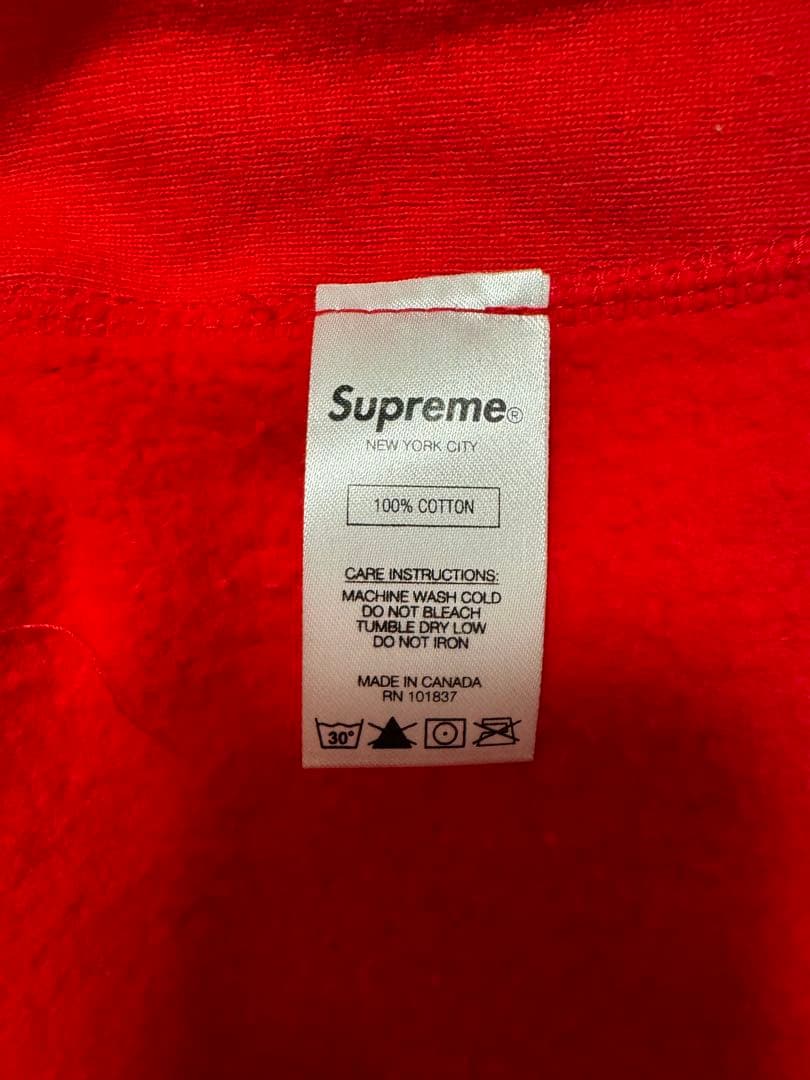 Supreme®
NEW YORK CITY
100% COTTON
CARE INSTRUCTIONS:
MACHINE WASH COLD
DO NOT BLEACH
TUMBLE DRY LOW
DO NOT IRON
MADE IN CANADA
RN 101837
30°